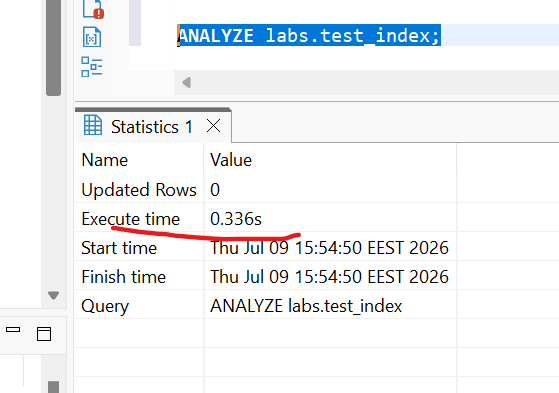 ANALYZE labs.test_index;
Statistics 1
Name Value
Updated Rows 0
Execute time 0.336s
Start time Thu Jul 09 15:54:50 EEST 2026
Finish time Thu Jul 09 15:54:50 EEST 2026
Query ANALYZE labs.test_index